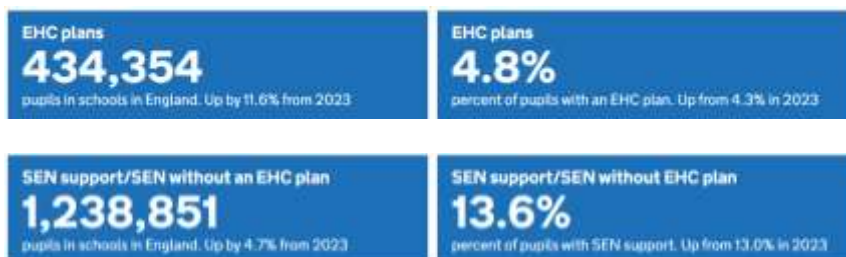 EHC plans
434,354
pupils in schools in England. Up by 11.6% from 2023
EHC plans
4.8%
percent of pupils with an EHC plan. Up from 4.3% in 2023
SEN support/SEN without an EHC plan
1,238,851
pupils in schools in England. Up by 4.7% from 2023
SEN support/SEN without EHC plan
13.6%
percent of pupils with SEN support. Up from 13.0% in 2023